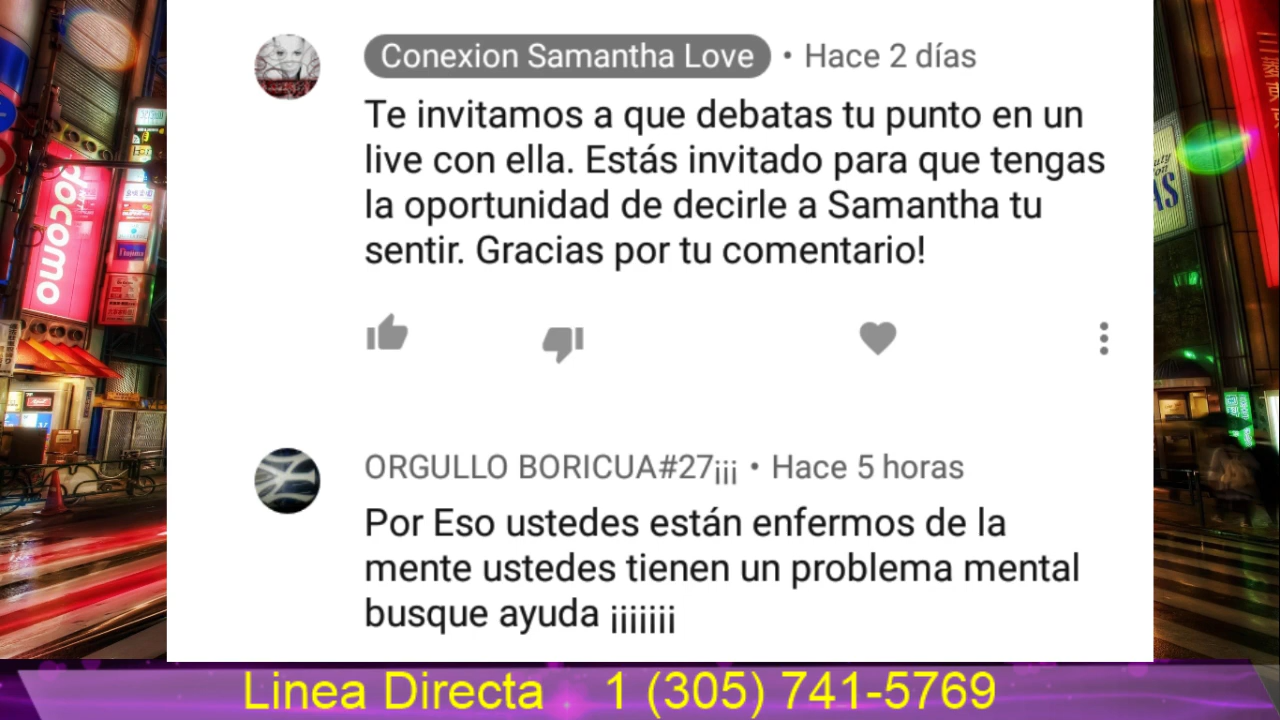 Conexion Samantha Love • Hace 2 días
Te invitamos a que debatas tu punto en un
live con ella. Estás invitado para que tengas
la oportunidad de decirle a Samantha tu
sentir. Gracias por tu comentario!
ORGULLO BORICUA#27¡¡¡ • Hace 5 horas
Por Eso ustedes están enfermos de la
mente ustedes tienen un problema mental
busque ayuda ¡¡¡¡¡¡¡
Linea Directa 1 (305) 741-5769
docomo